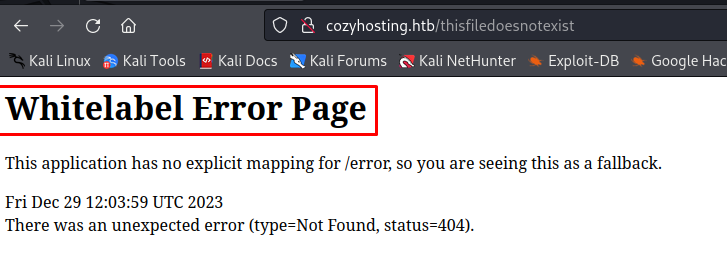 cozyhosting.htb/thisfiledoesnotexist
Kali Linux Kali Tools Kali Docs Kali Forums Kali NetHunter Exploit-DB Google Hac
Whitelabel Error Page
This application has no explicit mapping for /error, so you are seeing this as a fallback.
Fri Dec 29 12:03:59 UTC 2023
There was an unexpected error (type=Not Found, status=404).